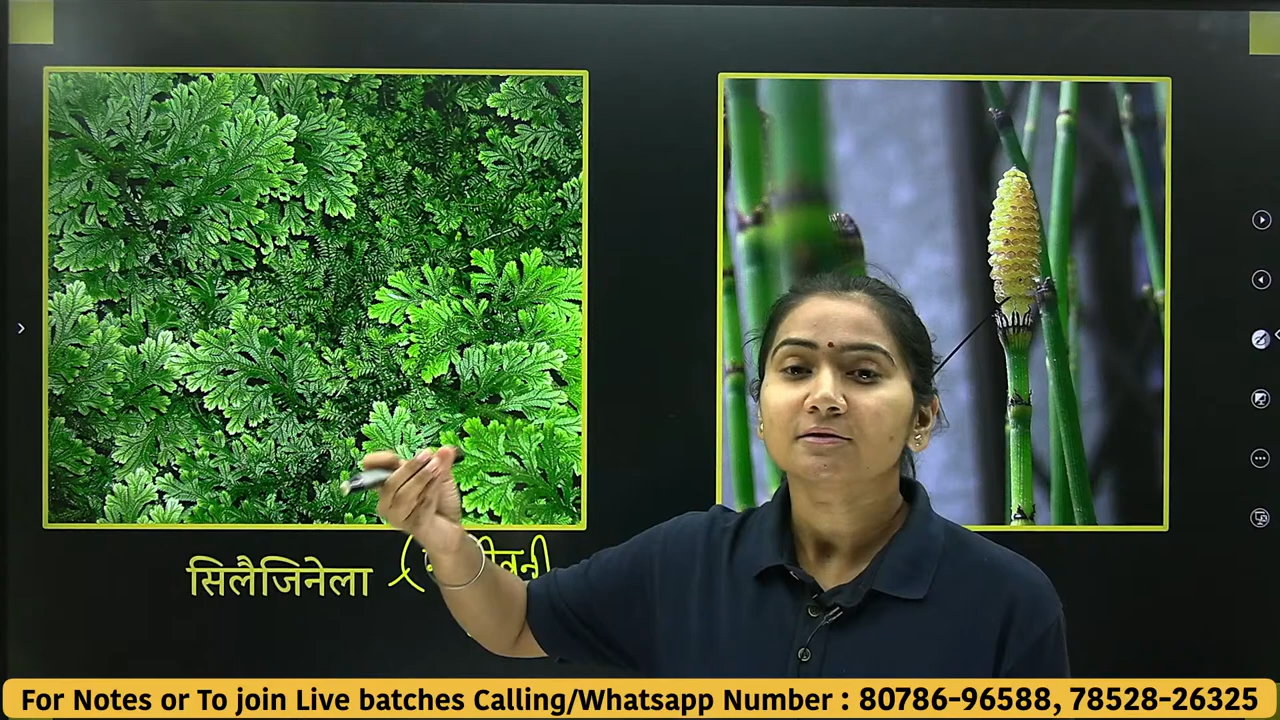 सिलैजिनेला
For Notes or To join Live batches Calling/Whatsapp Number : 80786-96588, 78528-26325